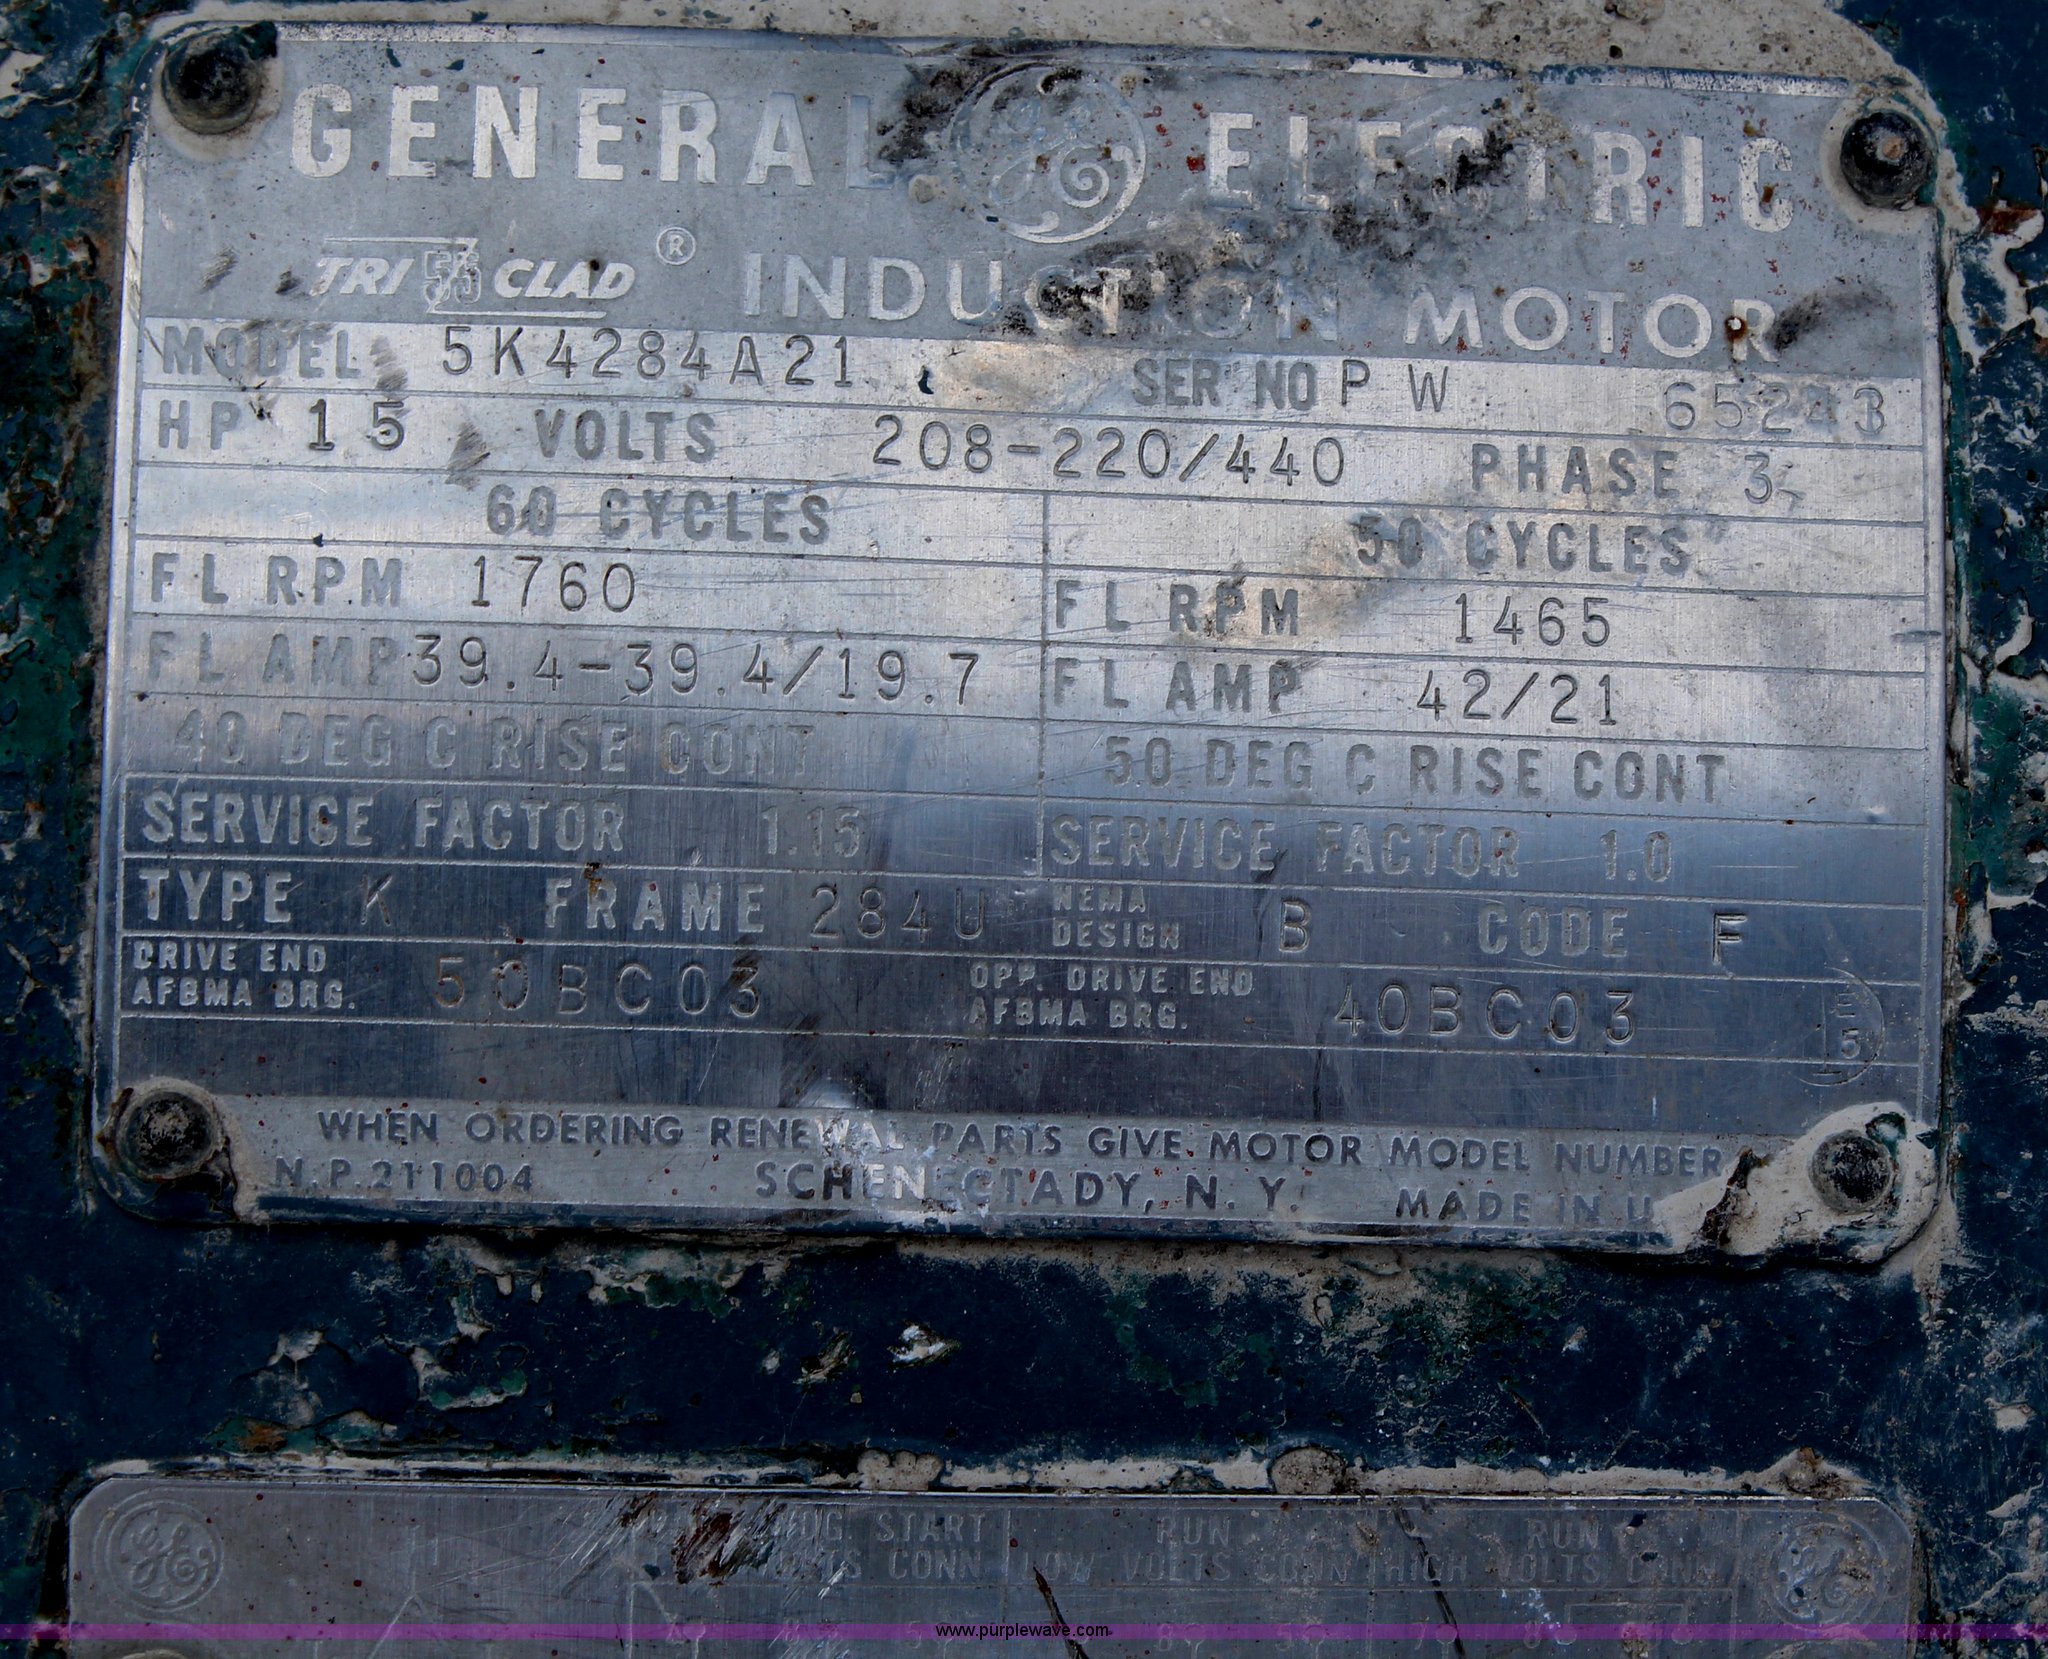 GENERAL GE ELECTRIC
TRI 55 CLAD ® INDUCTION MOTOR
MODEL 5K4284A21 SER NO PW 65243
HP 15 VOLTS 208-220/440 PHASE 3
60 CYCLES 50 CYCLES
FL RPM 1760 FL RPM 1465
FL AMP 39.4-39.4/19.7 FL AMP 42/21
40 DEG C RISE CONT 50 DEG C RISE CONT
SERVICE FACTOR 1.15 SERVICE FACTOR 1.0
TYPE K FRAME 284U NEMA DESIGN B CODE F
DRIVE END AFBMA BRG. 50BC03 OPP. DRIVE END AFBMA BRG. 40BC03
WHEN ORDERING RENEWAL PARTS GIVE MOTOR MODEL NUMBER
N.P.211004 SCHENECTADY, N.Y. MADE IN U
GE START RUN RUN GE
CONN LOW VOLTS CONN HIGH VOLTS CONN
www.purplewave.com